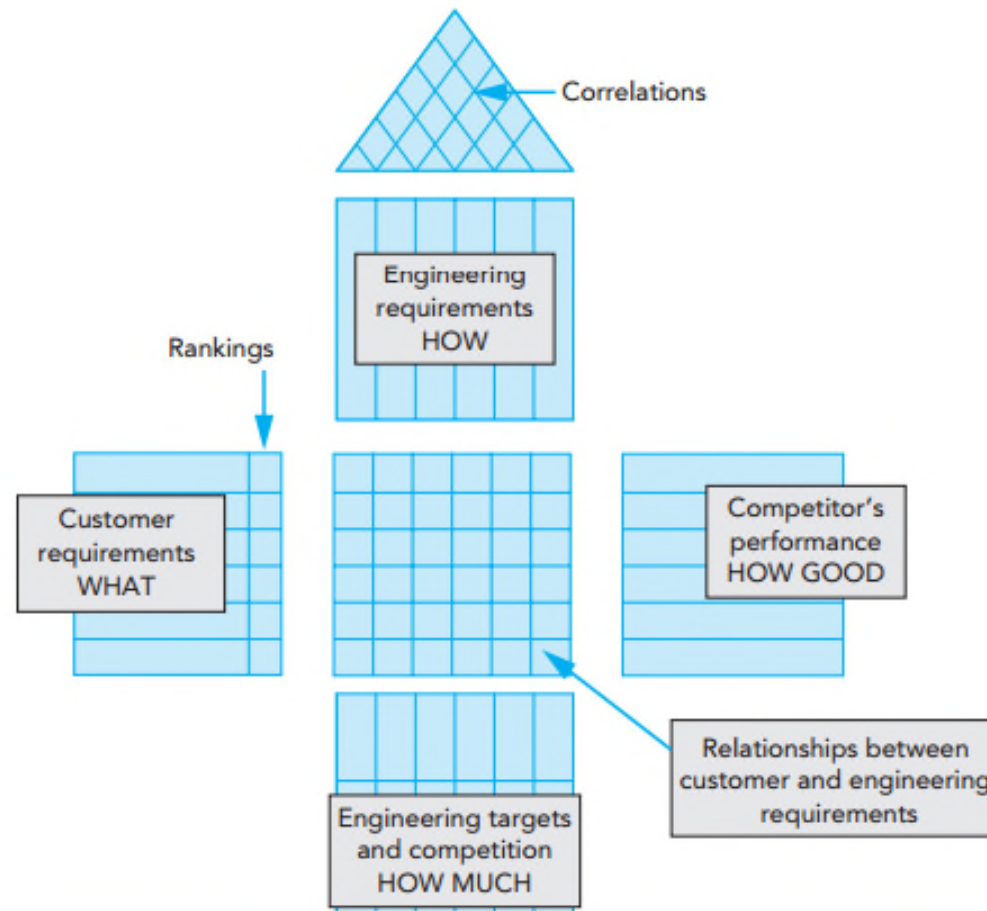 Correlations
Engineering
requirements
HOW
Rankings
Customer
requirements
WHAT
Competitor's
performance
HOW GOOD
Relationships between
customer and engineering
requirements
Engineering targets
and competition
HOW MUCH